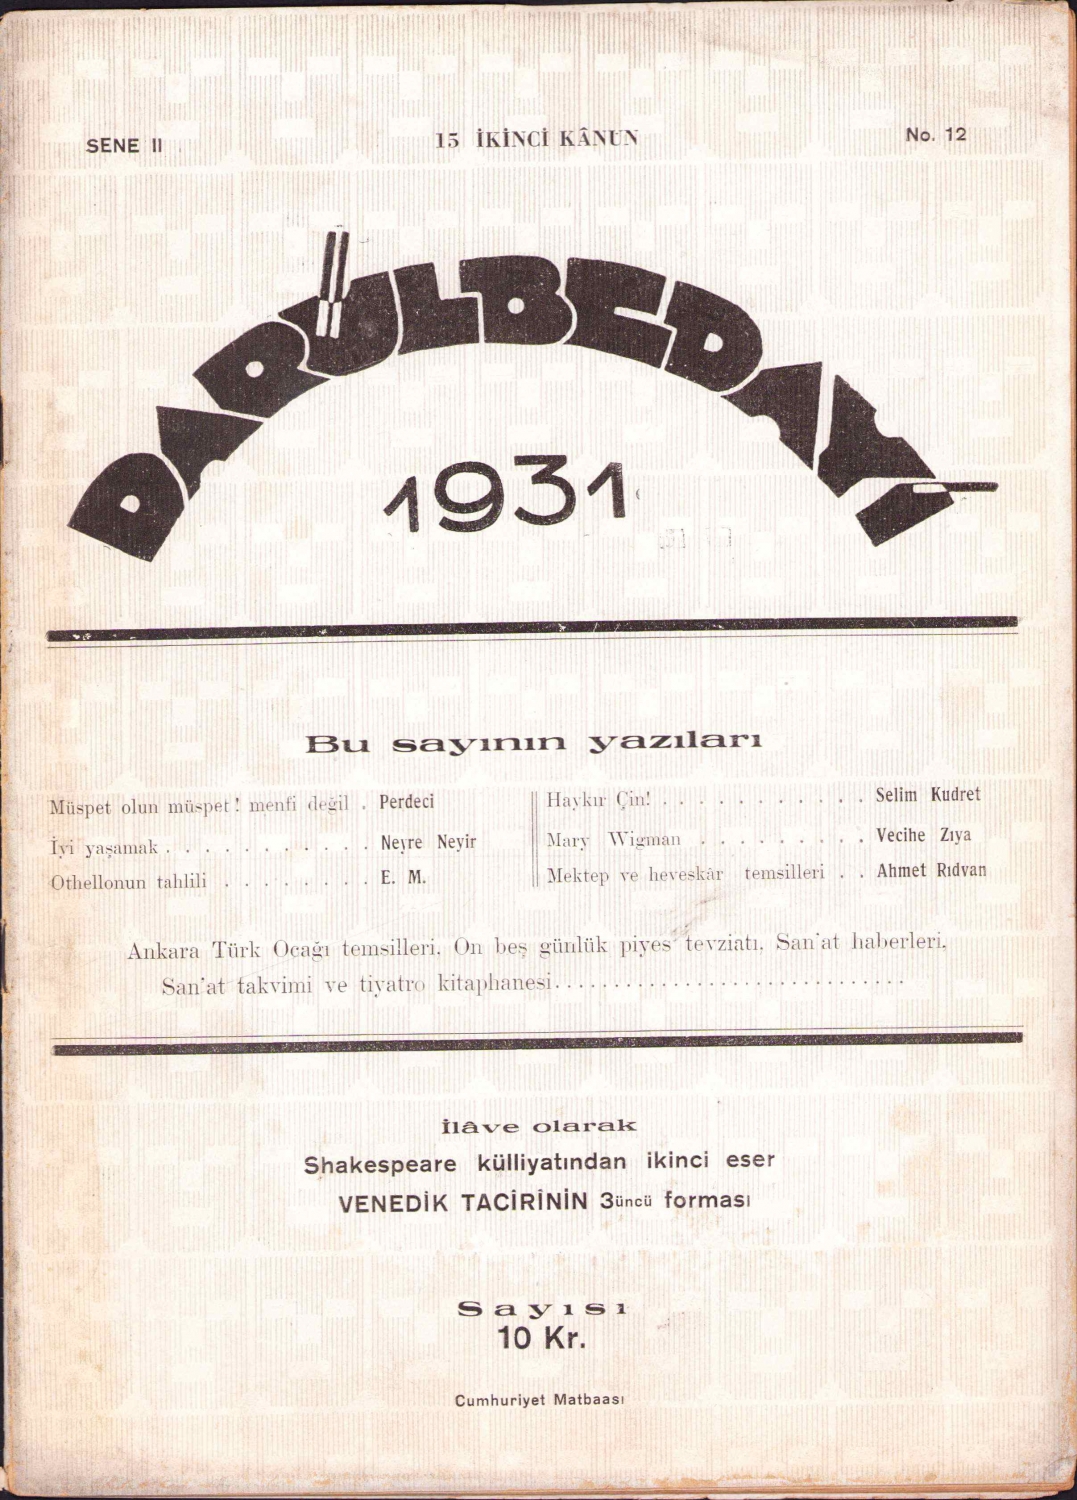 SENE II
15 İKİNCİ KÂNUN
No. 12
DARÜLBEDAYİ
1931
Bu sayının yazıları
Müspet olun müspet! menfi değil . Perdeci
İyi yaşamak . . . . . . . . . . . Neyre Neyir
Othellonun tahlili . . . . . . . . E. M.
Haykır Çin! . . . . . . . . . . . Selim Kudret
Mary Wigman . . . . . . . . . Vecihe Zıya
Mektep ve heveskâr temsilleri . . Ahmet Rıdvan
Ankara Türk Ocağı temsilleri. On beş günlük piyes tevziatı. San'at haberleri.
San'at takvimi ve tiyatro kitaphanesi..............................
İlâve olarak
Shakespeare külliyatından ikinci eser
VENEDİK TACİRİNİN 3üncü forması
Sayısı
10 Kr.
Cumhuriyet Matbaası